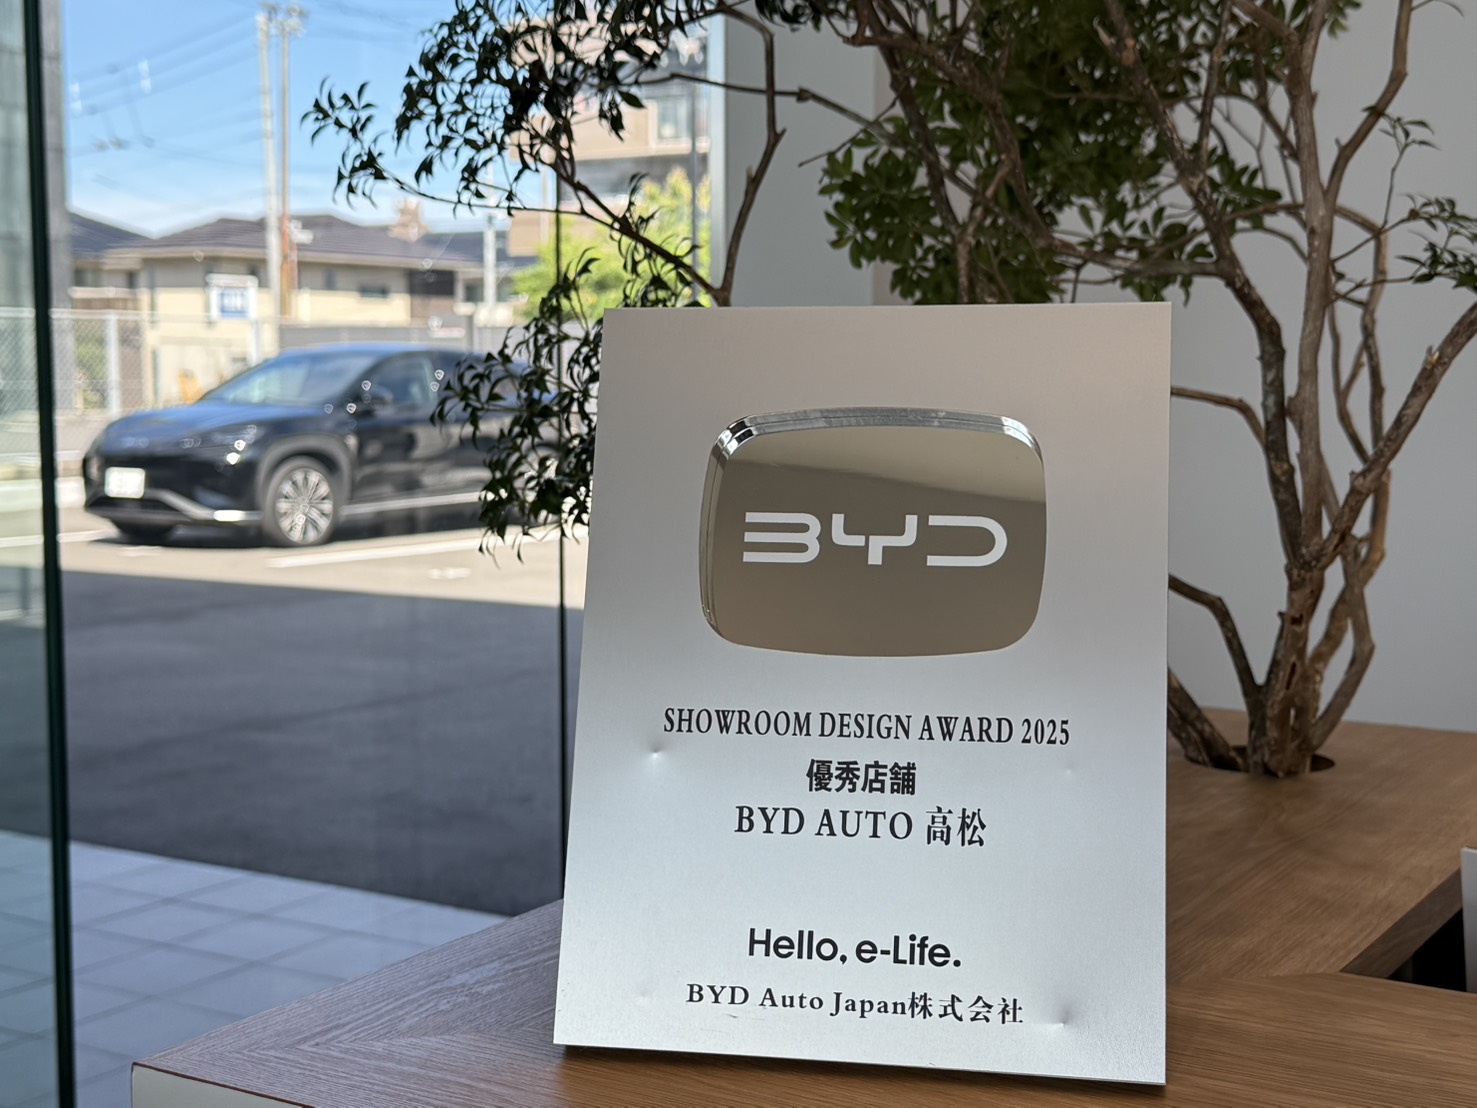 BYD
SHOWROOM DESIGN AWARD 2025
優秀店舗
BYD AUTO 高松
Hello, e-Life.
BYD Auto Japan株式会社